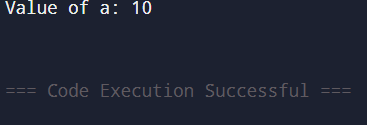 Value of a: 10
=== Code Execution Successful ===